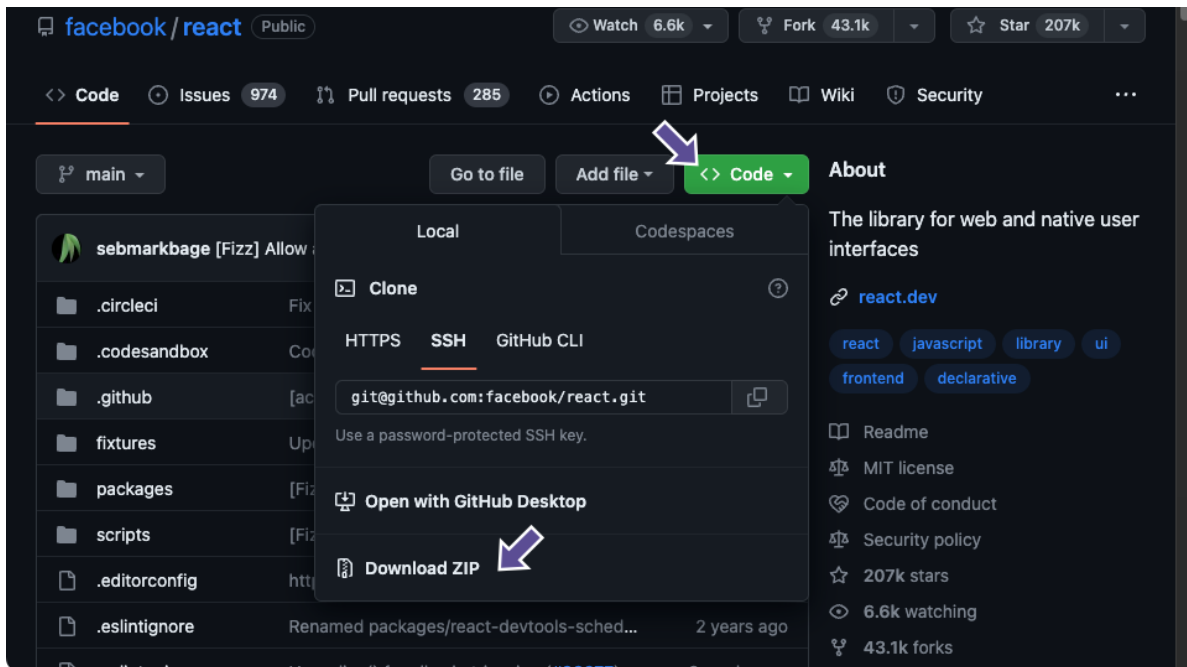 facebook / react Public Watch 6.6k Fork 43.1k Star 207k
<> Code Issues 974 Pull requests 285 Actions Projects Wiki Security ...
main Go to file Add file <> Code
sebmarkbage [Fizz] Allow
.circleci Fix
.codesandbox
.github
fixtures
packages
scripts
.editorconfig
.eslintignore Renamed packages/react-devtools-sched... 2 years ago
Local Codespaces
Clone
HTTPS SSH GitHub CLI
git@github.com:facebook/react.git
Use a password-protected SSH key.
Open with GitHub Desktop
Download ZIP
About
The library for web and native user
interfaces
react.dev
react javascript library ui
frontend declarative
Readme
MIT license
Code of conduct
Security policy
207k stars
6.6k watching
43.1k forks